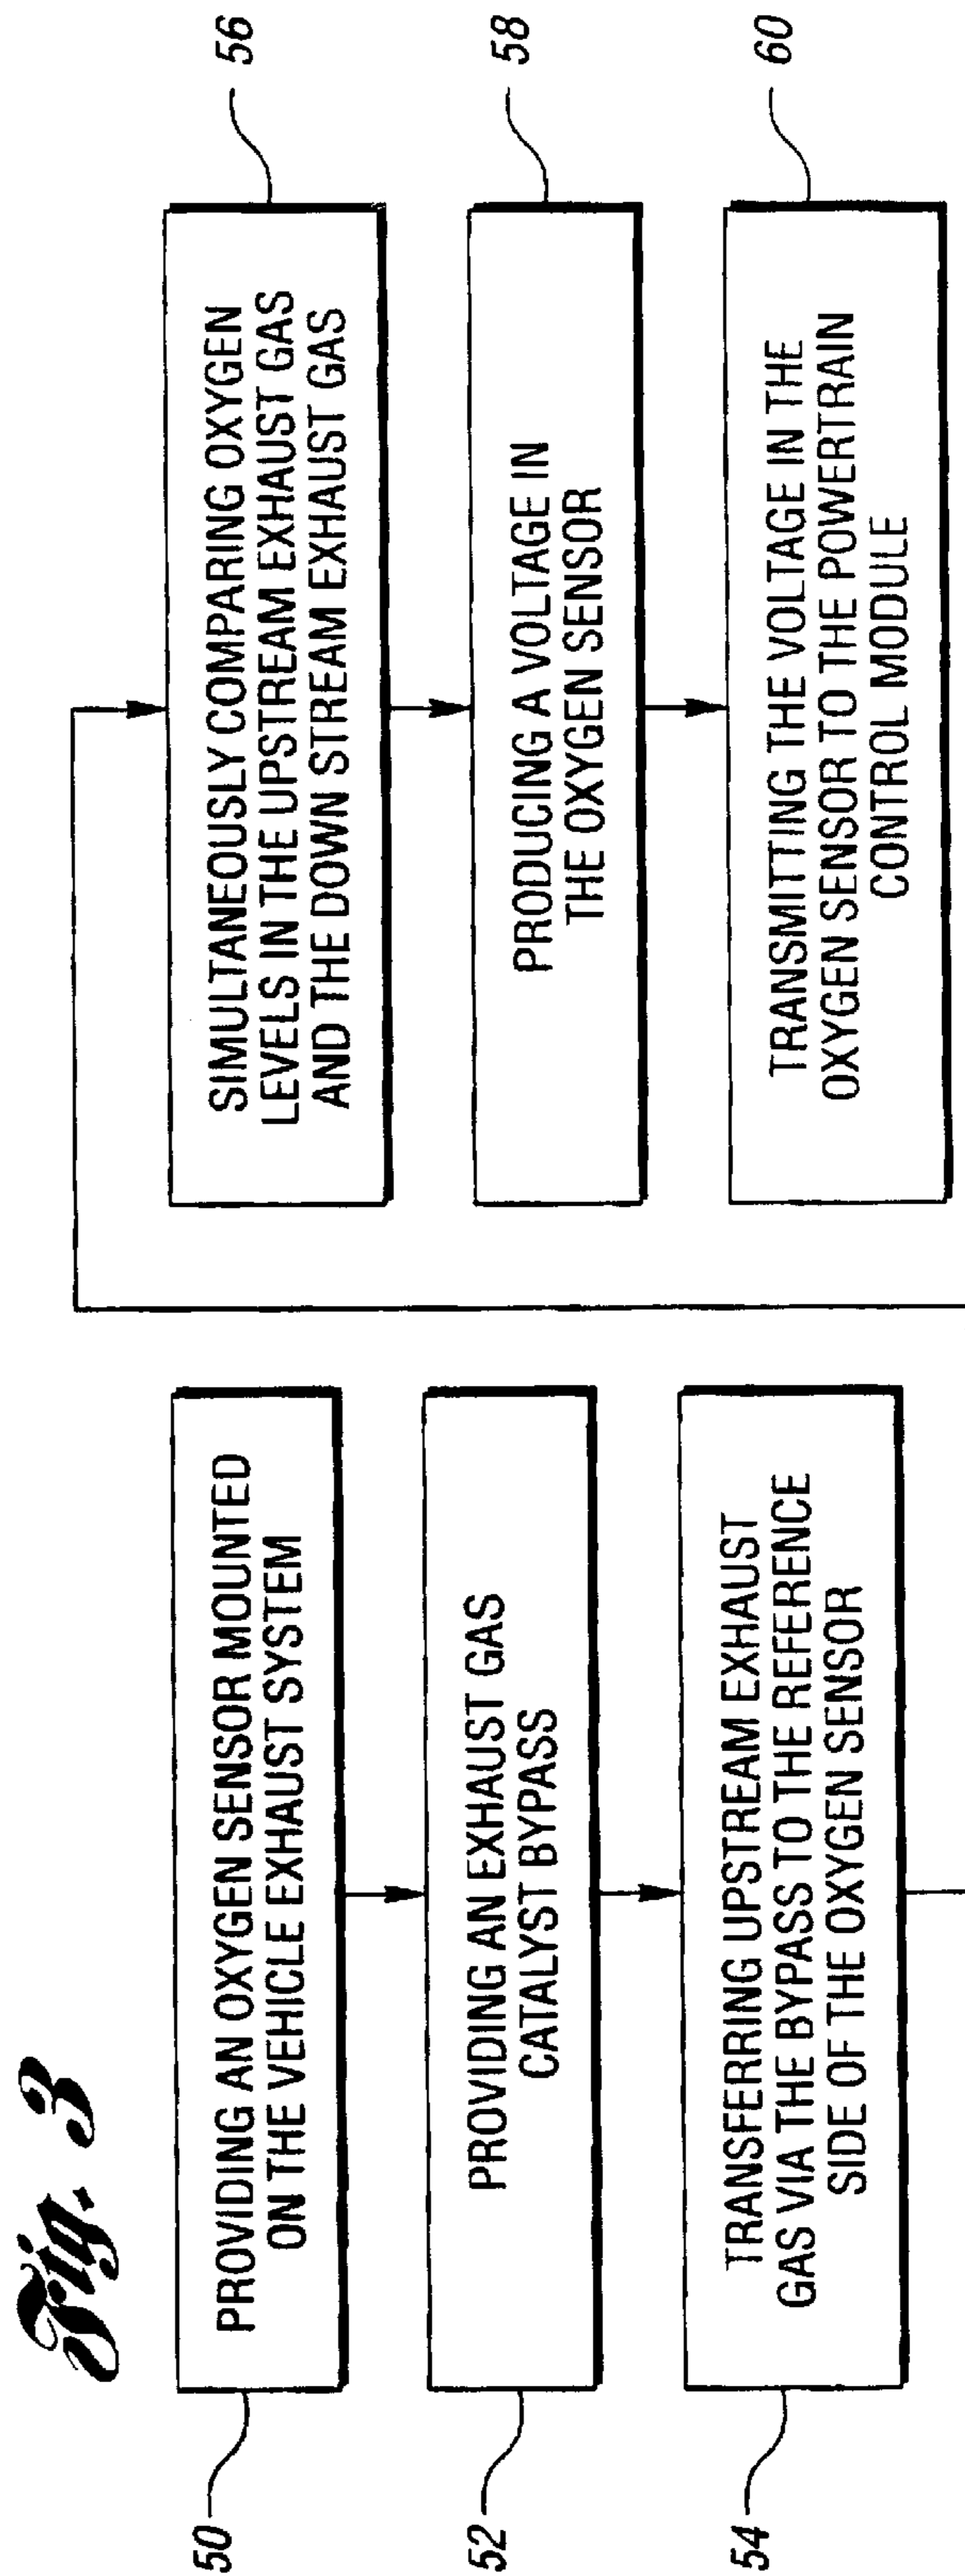 Fig. 3
50
PROVIDING AN OXYGEN SENSOR MOUNTED
ON THE VEHICLE EXHAUST SYSTEM
52
PROVIDING AN EXHAUST GAS
CATALYST BYPASS
54
TRANSFERRING UPSTREAM EXHAUST
GAS VIA THE BYPASS TO THE REFERENCE
SIDE OF THE OXYGEN SENSOR
56
SIMULTANEOUSLY COMPARING OXYGEN
LEVELS IN THE UPSTREAM EXHAUST GAS
AND THE DOWN STREAM EXHAUST GAS
58
PRODUCING A VOLTAGE IN
THE OXYGEN SENSOR
60
TRANSMITTING THE VOLTAGE IN THE
OXYGEN SENSOR TO THE POWERTRAIN
CONTROL MODULE